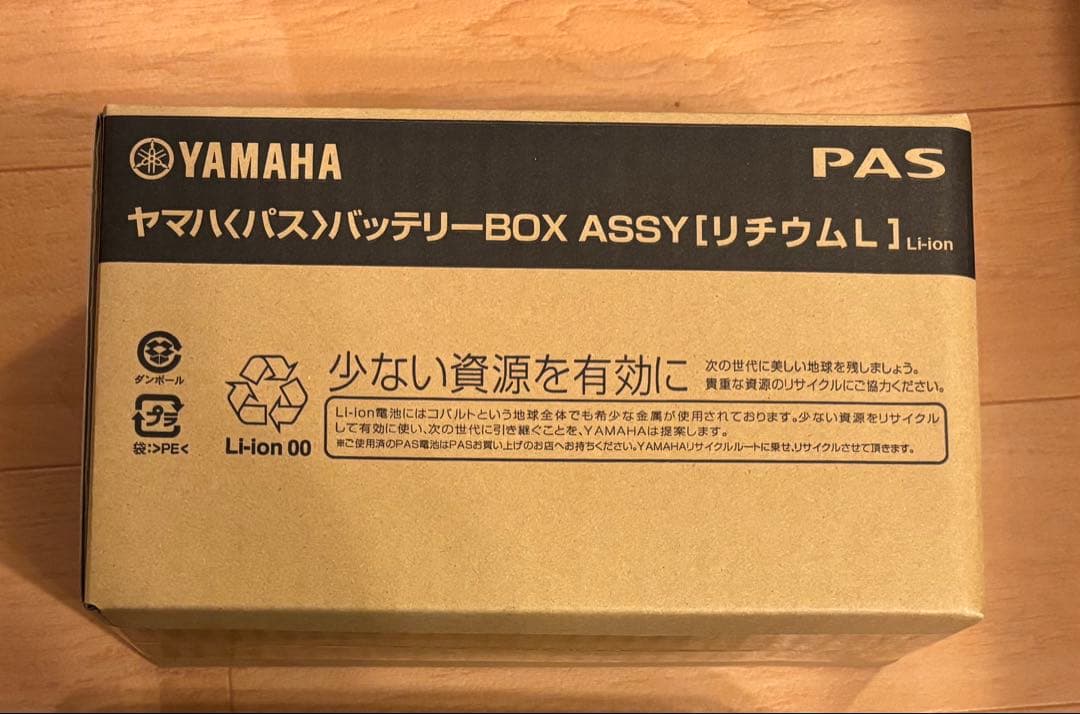 YAMAHA
PAS
ヤマハ〈パス〉バッテリーBOX ASSY[リチウムL] Li-ion
ダンボール
プラ
袋:>PE<
Li-ion 00
少ない資源を有効に
次の世代に美しい地球を残しましょう。
貴重な資源のリサイクルにご協力ください。
Li-ion電池にはコバルトという地球全体でも希少な金属が使用されております。少ない資源をリサイクル
して有効に使い、次の世代に引き継ぐことを、YAMAHAは提案します。
※ご使用済のPAS電池はPASお買い上げのお店へお持ちください。YAMAHAリサイクルルートに乗せ、リサイクルさせて頂きます。